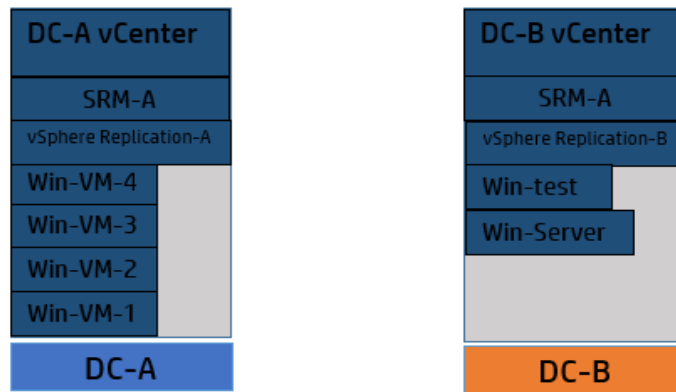 DC-A vCenter
SRM-A
vSphere Replication-A
Win-VM-4
Win-VM-3
Win-VM-2
Win-VM-1
DC-A
DC-B vCenter
SRM-A
vSphere Replication-B
Win-test
Win-Server
DC-B